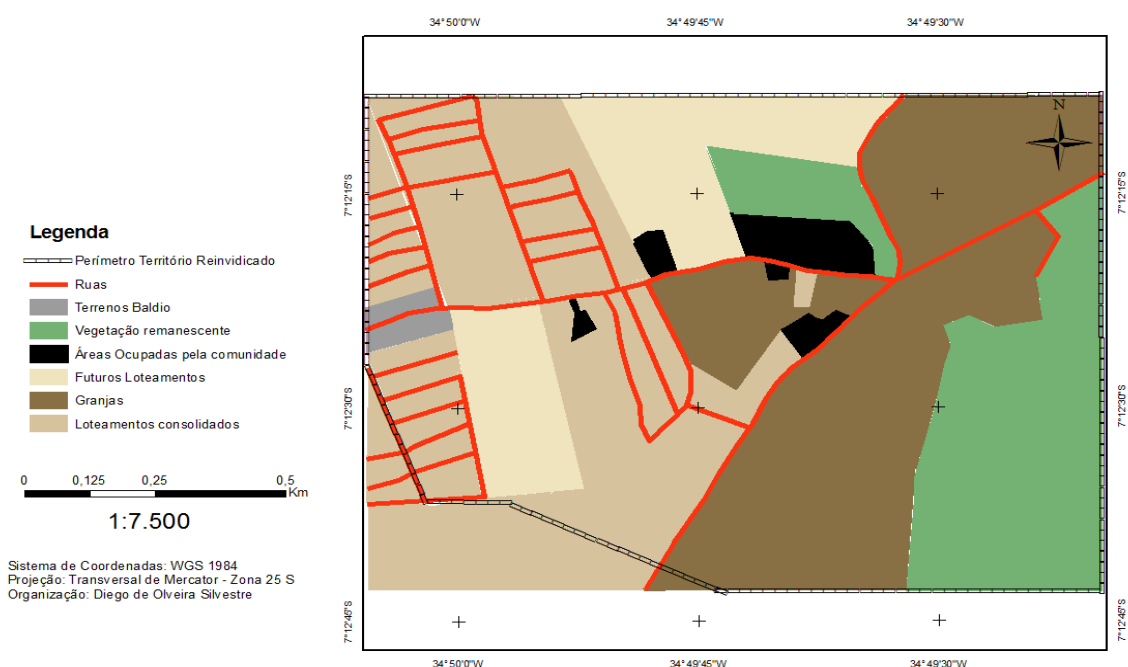 34°50'0"W 34°49'45"W 34°49'30"W
N
7°12'15"S 7°12'15"S
Legenda
Perímetro Território Reinvidicado
Ruas
Terrenos Baldio
Vegetação remanescente
Áreas Ocupadas pela comunidade
Futuros Loteamentos
Granjas
Loteamentos consolidados
7°12'30"S 7°12'30"S
0 0,125 0,25 0,5
Km
1:7.500
Sistema de Coordenadas: WGS 1984
Projeção: Transversal de Mercator - Zona 25 S
Organização: Diego de Olveira Silvestre
7°12'45"S 7°12'45"S
34°50'0"W 34°49'45"W 34°49'30"W